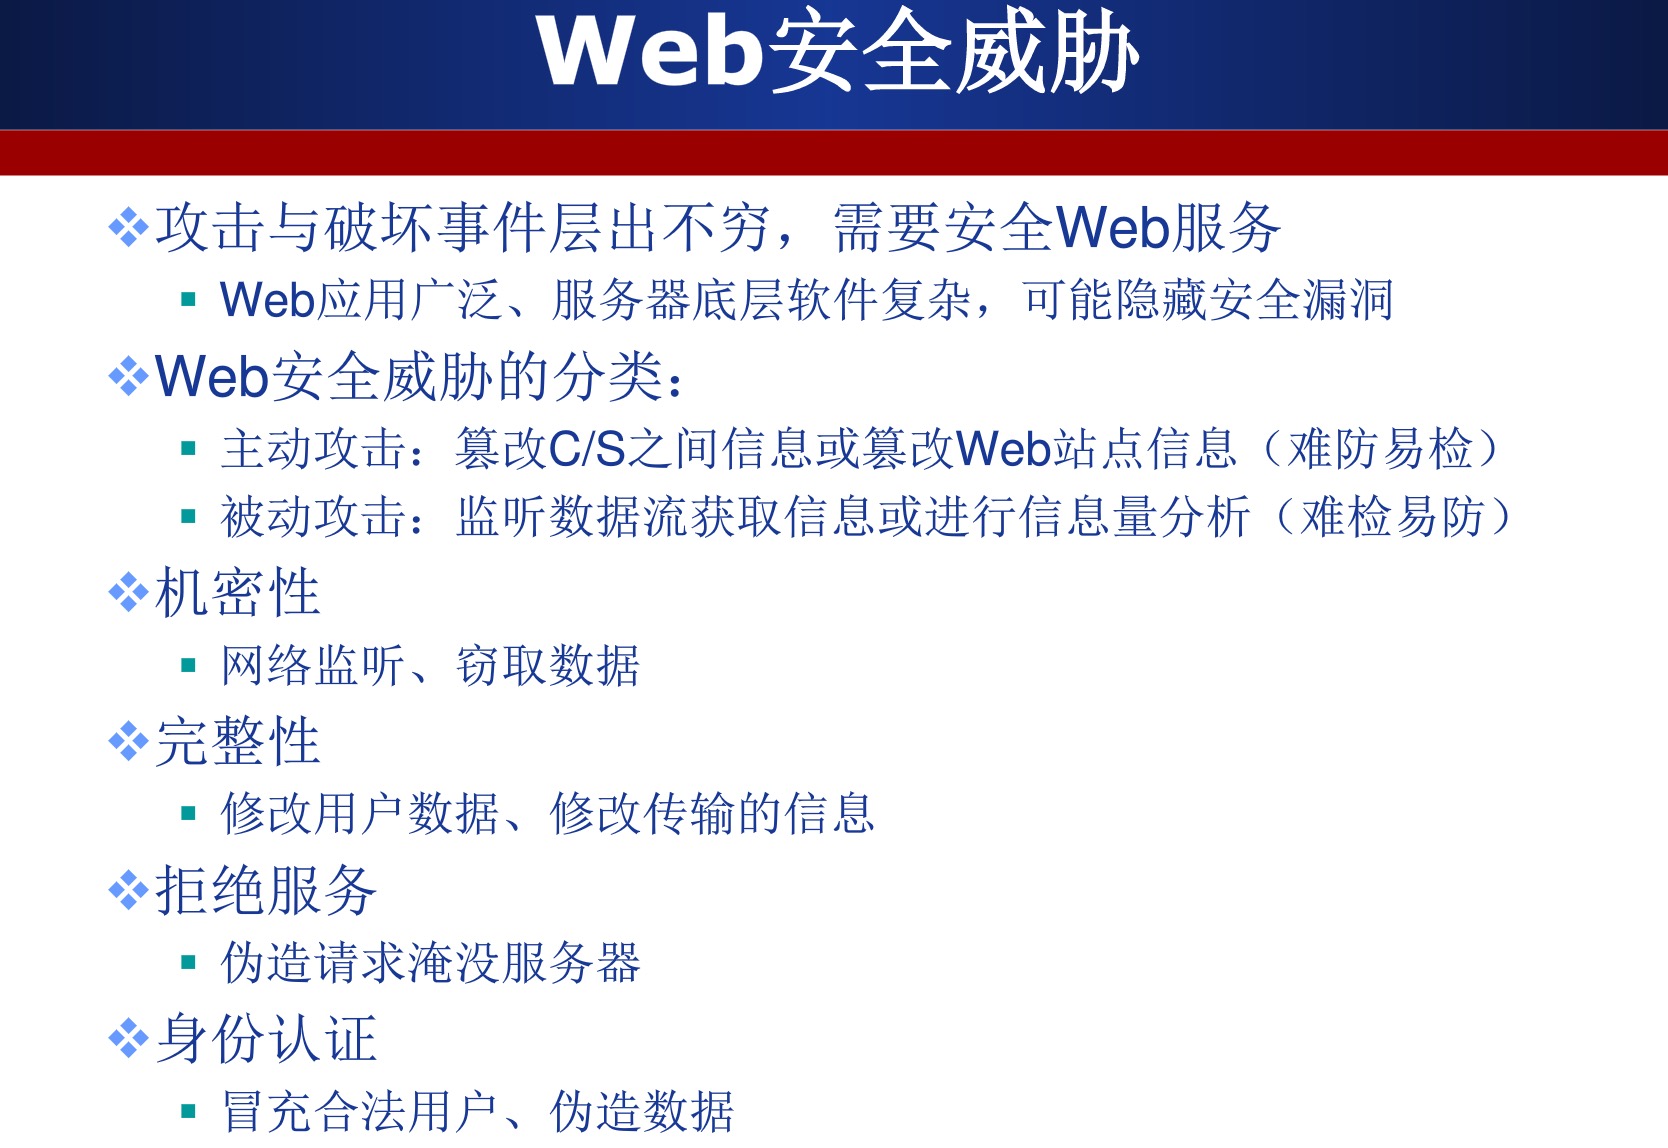 Web安全威胁
攻击与破坏事件层出不穷，需要安全Web服务
Web应用广泛、服务器底层软件复杂，可能隐藏安全漏洞
Web安全威胁的分类：
主动攻击：篡改C/S之间信息或篡改Web站点信息（难防易检）
被动攻击：监听数据流获取信息或进行信息量分析（难检易防）
机密性
网络监听、窃取数据
完整性
修改用户数据、修改传输的信息
拒绝服务
伪造请求淹没服务器
身份认证
冒充合法用户、伪造数据